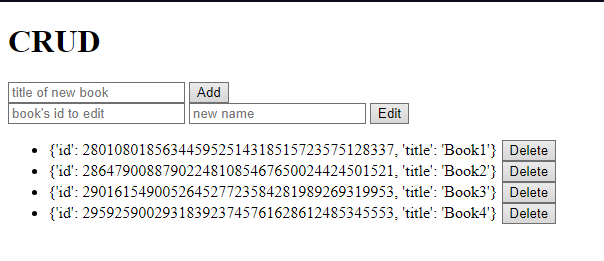 CRUD
title of new book Add
book's id to edit new name Edit
{'id': 280108018563445952514318515723575128337, 'title': 'Book1'} Delete
{'id': 286479008879022481085467650024424501521, 'title': 'Book2'} Delete
{'id': 290161549005264527723584281989269319953, 'title': 'Book3'} Delete
{'id': 295925900293183923745761628612485345553, 'title': 'Book4'} Delete